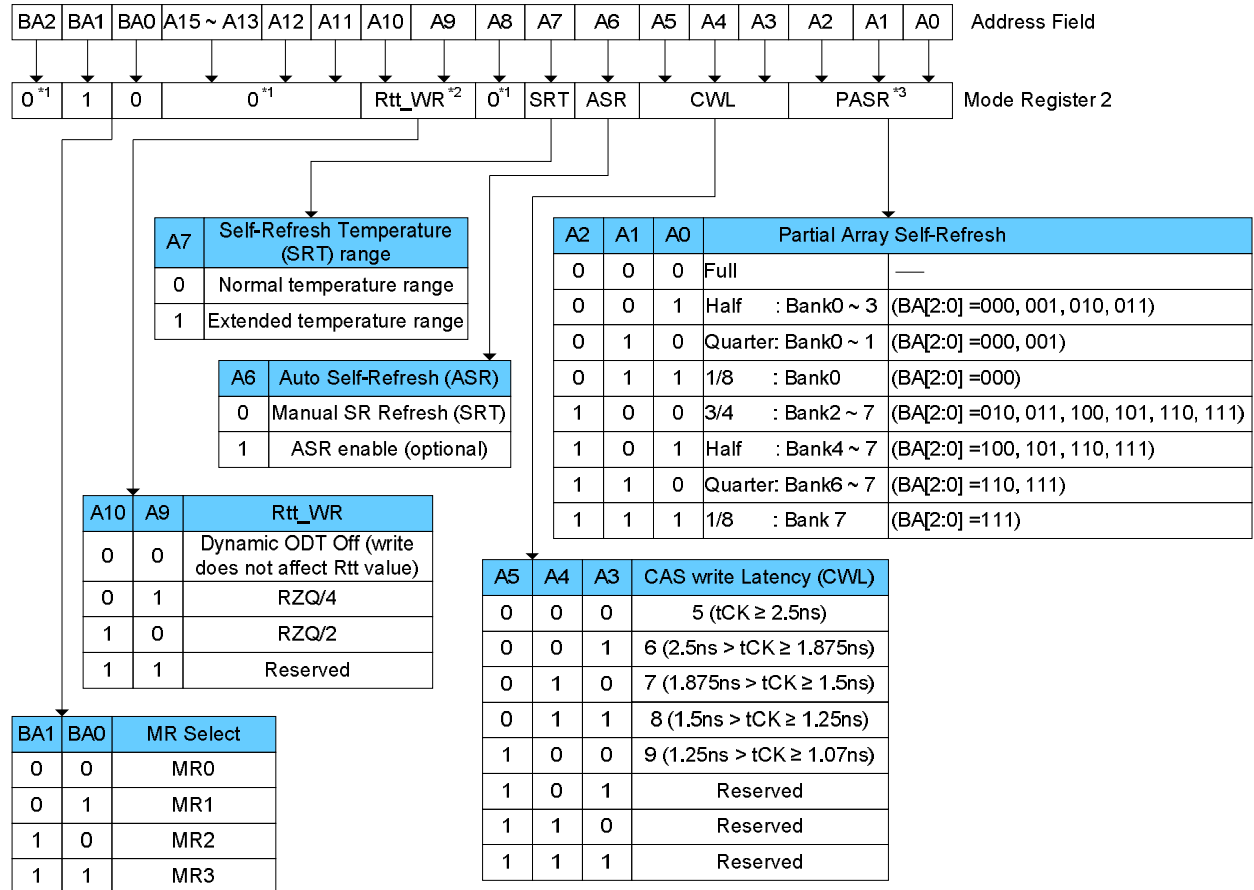 BA2 BA1 BA0 A15 ~ A13 A12 A11 A10 A9 A8 A7 A6 A5 A4 A3 A2 A1 A0 Address Field
0*1 1 0 0*1 Rtt_WR*2 0*1 SRT ASR CWL PASR*3 Mode Register 2
A7 Self-Refresh Temperature (SRT) range
0 Normal temperature range
1 Extended temperature range
A2 A1 A0 Partial Array Self-Refresh
0 0 0 Full —
0 0 1 Half : Bank0 ~ 3 (BA[2:0] =000, 001, 010, 011)
0 1 0 Quarter: Bank0 ~ 1 (BA[2:0] =000, 001)
0 1 1 1/8 : Bank0 (BA[2:0] =000)
1 0 0 3/4 : Bank2 ~ 7 (BA[2:0] =010, 011, 100, 101, 110, 111)
1 0 1 Half : Bank4 ~ 7 (BA[2:0] =100, 101, 110, 111)
1 1 0 Quarter: Bank6 ~ 7 (BA[2:0] =110, 111)
1 1 1 1/8 : Bank 7 (BA[2:0] =111)
A6 Auto Self-Refresh (ASR)
0 Manual SR Refresh (SRT)
1 ASR enable (optional)
A10 A9 Rtt_WR
0 0 Dynamic ODT Off (write does not affect Rtt value)
0 1 RZQ/4
1 0 RZQ/2
1 1 Reserved
A5 A4 A3 CAS write Latency (CWL)
0 0 0 5 (tCK ≥ 2.5ns)
0 0 1 6 (2.5ns > tCK ≥ 1.875ns)
0 1 0 7 (1.875ns > tCK ≥ 1.5ns)
0 1 1 8 (1.5ns > tCK ≥ 1.25ns)
1 0 0 9 (1.25ns > tCK ≥ 1.07ns)
1 0 1 Reserved
1 1 0 Reserved
1 1 1 Reserved
BA1 BA0 MR Select
0 0 MR0
0 1 MR1
1 0 MR2
1 1 MR3